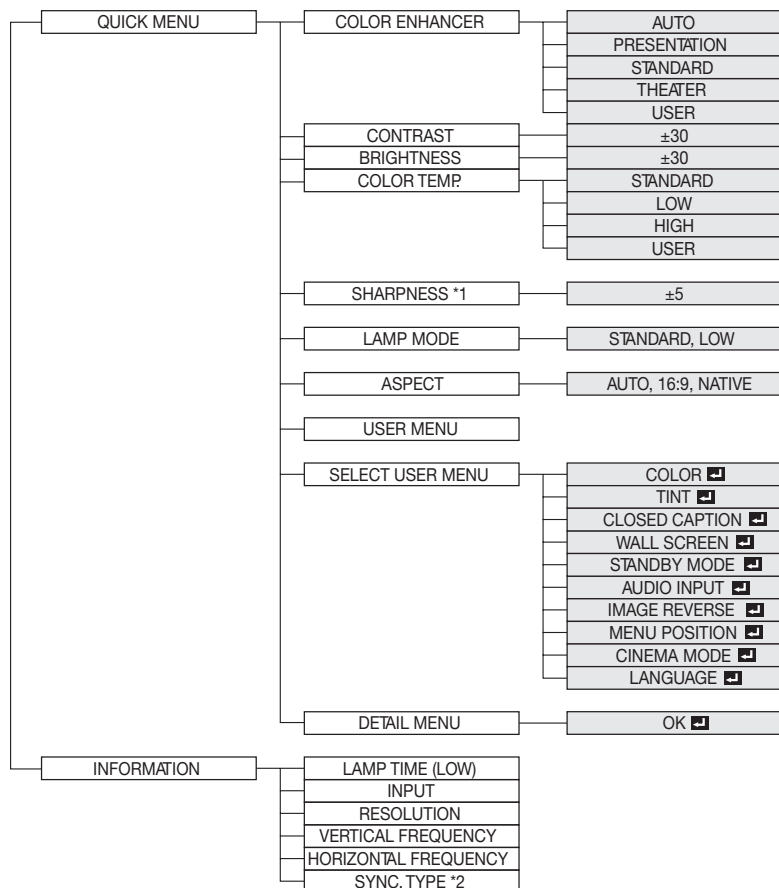 QUICK MENU
COLOR ENHANCER
AUTO
PRESENTATION
STANDARD
THEATER
USER
CONTRAST
±30
BRIGHTNESS
±30
COLOR TEMP.
STANDARD
LOW
HIGH
USER
SHARPNESS *1
±5
LAMP MODE
STANDARD, LOW
ASPECT
AUTO, 16:9, NATIVE
USER MENU
SELECT USER MENU
COLOR ↵
TINT ↵
CLOSED CAPTION ↵
WALL SCREEN ↵
STANDBY MODE ↵
AUDIO INPUT ↵
IMAGE REVERSE ↵
MENU POSITION ↵
CINEMA MODE ↵
LANGUAGE ↵
DETAIL MENU
OK ↵
INFORMATION
LAMP TIME (LOW)
INPUT
RESOLUTION
VERTICAL FREQUENCY
HORIZONTAL FREQUENCY
SYNC. TYPE *2